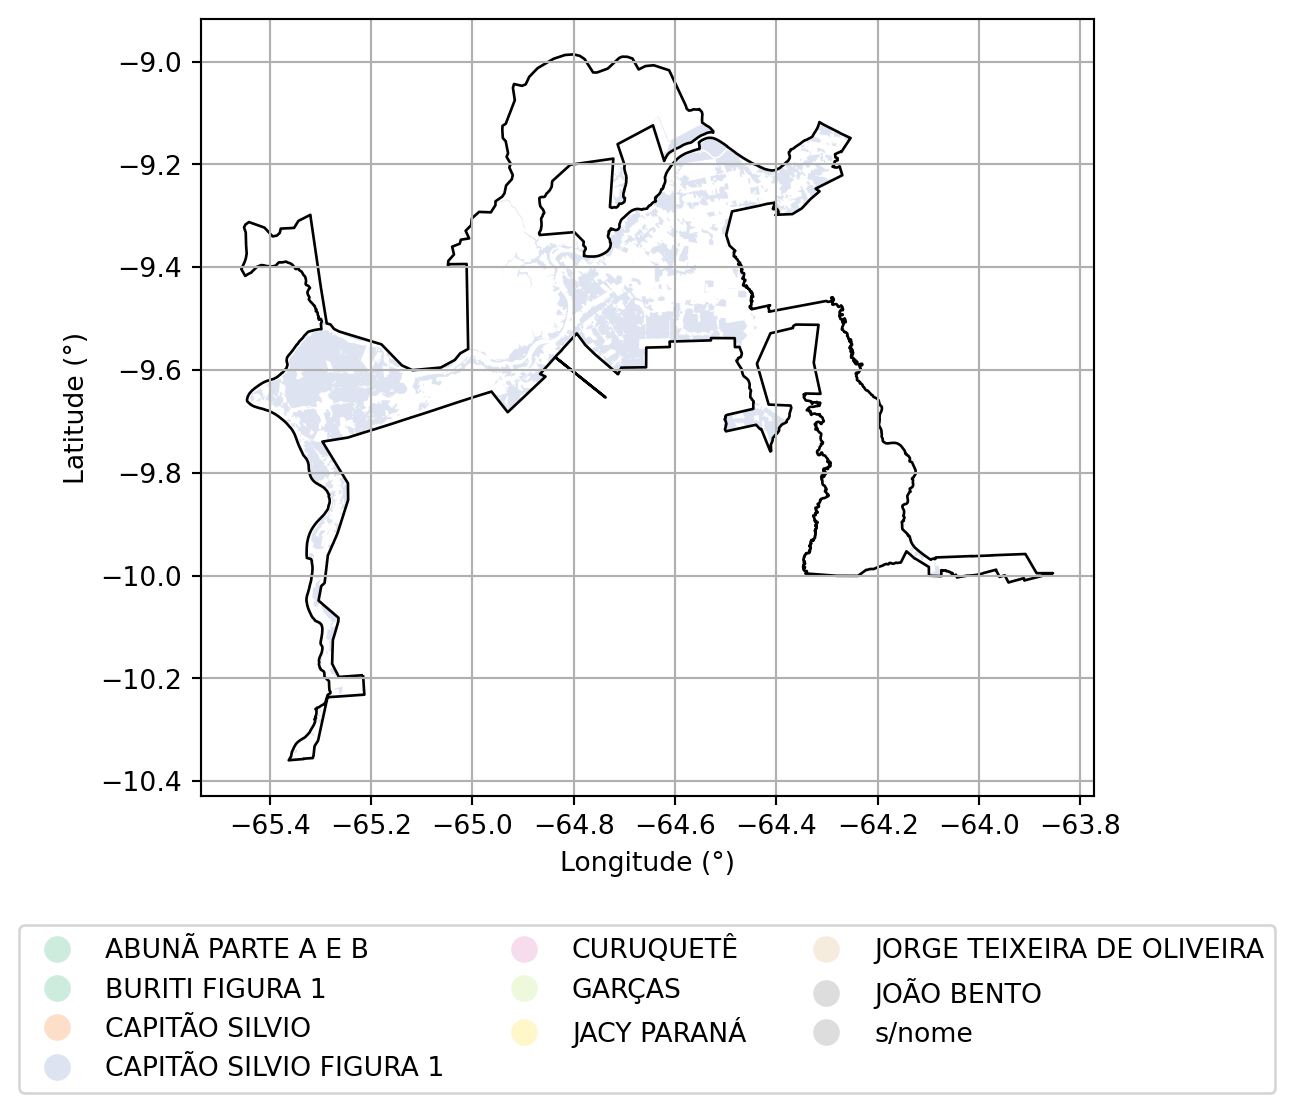 −9.0
−9.2
−9.4
−9.6
−9.8
−10.0
−10.2
−10.4
Latitude (°)
−65.4 −65.2 −65.0 −64.8 −64.6 −64.4 −64.2 −64.0 −63.8
Longitude (°)
ABUNÃ PARTE A E B
BURITI FIGURA 1
CAPITÃO SILVIO
CAPITÃO SILVIO FIGURA 1
CURUQUETÊ
GARÇAS
JACY PARANÁ
JORGE TEIXEIRA DE OLIVEIRA
JOÃO BENTO
s/nome